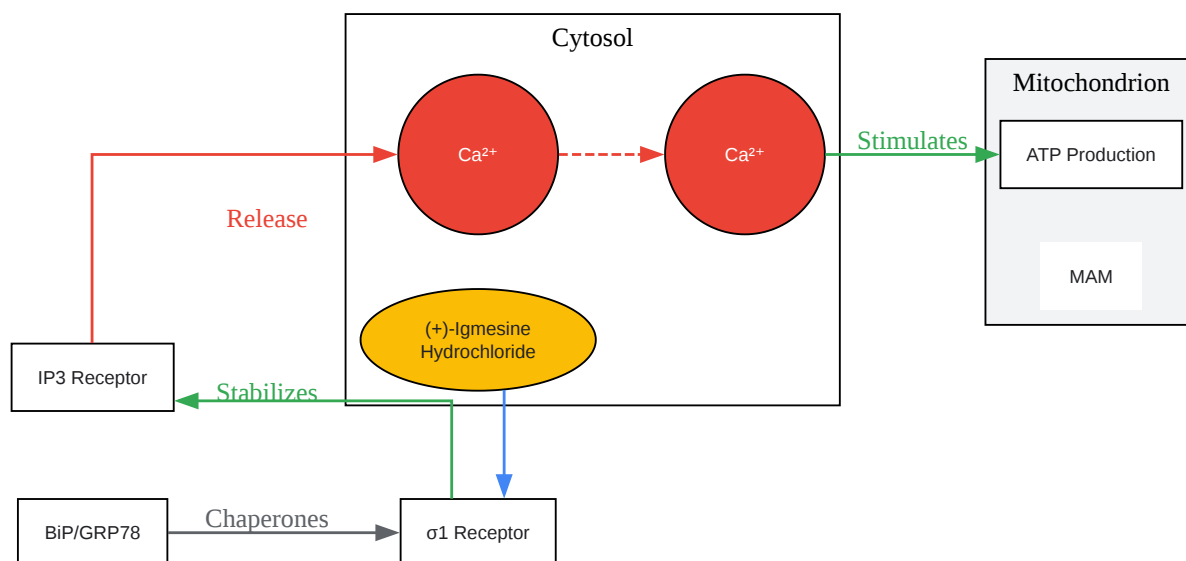 Cytosol
Mitochondrion
Ca²⁺
Ca²⁺
Stimulates
ATP Production
Release
MAM
(+)-Igmesine
Hydrochloride
IP3 Receptor
Stabilizes
BiP/GRP78
Chaperones
σ1 Receptor